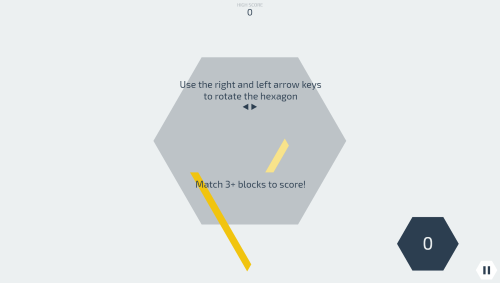 HIGH SCORE
0
Use the right and left arrow keys
to rotate the hexagon
Match 3+ blocks to score!
0